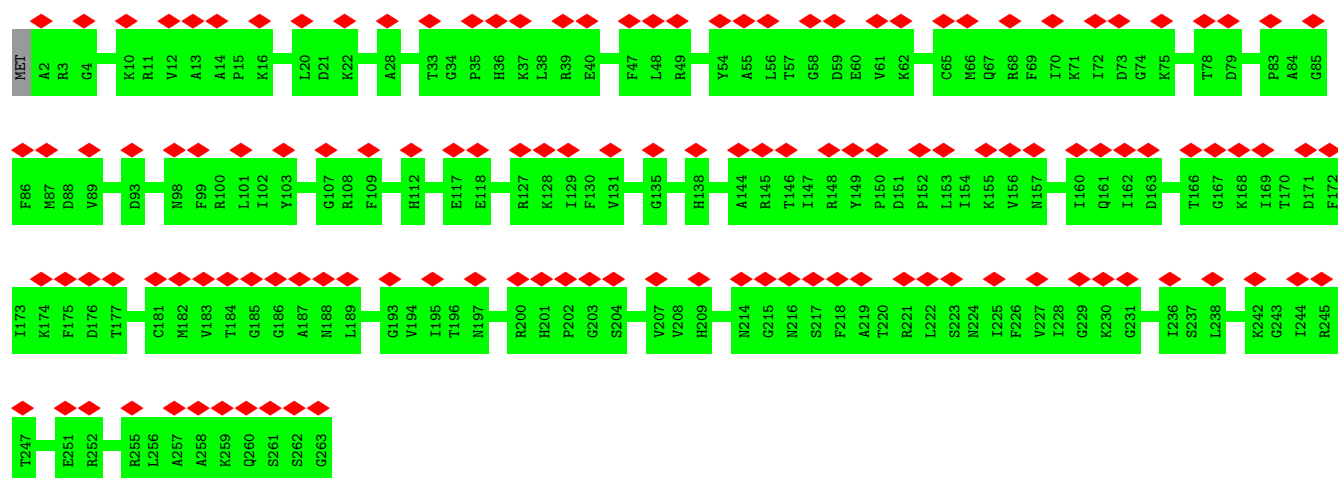 MET A2 R3 G4 K10 R11 V12 A13 A14 P15 K16 L20 D21 K22 A28 T33 G34 P35 H36 K37 L38 R39 E40 F47 L48 R49 Y54 A55 L56 T57 G58 D59 E60 V61 K62 C65 M66 Q67 R68 F69 I70 K71 I72 D73 G74 K75 T78 D79 P83 A84 G85
F86 M87 D88 V89 D93 N98 F99 R100 L101 I102 Y103 G107 R108 F109 H112 E117 E118 R127 K128 I129 F130 V131 G135 H138 A144 R145 T146 I147 R148 Y149 P150 D151 P152 L153 I154 K155 V156 N157 I160 Q161 I162 D163 T166 G167 K168 I169 T170 D171 F172
I173 K174 F175 D176 T177 C181 M182 V183 T184 G185 G186 A187 N188 L189 G193 V194 I195 T196 N197 R200 H201 P202 G203 S204 V207 V208 H209 N214 G215 N216 S217 F218 A219 T220 R221 L222 S223 N224 I225 F226 V227 I228 G229 K230 G231 I236 S237 L238 K242 G243 I244 R245
T247 E251 R252 R255 L256 A257 A258 K259 Q260 S261 S262 G263